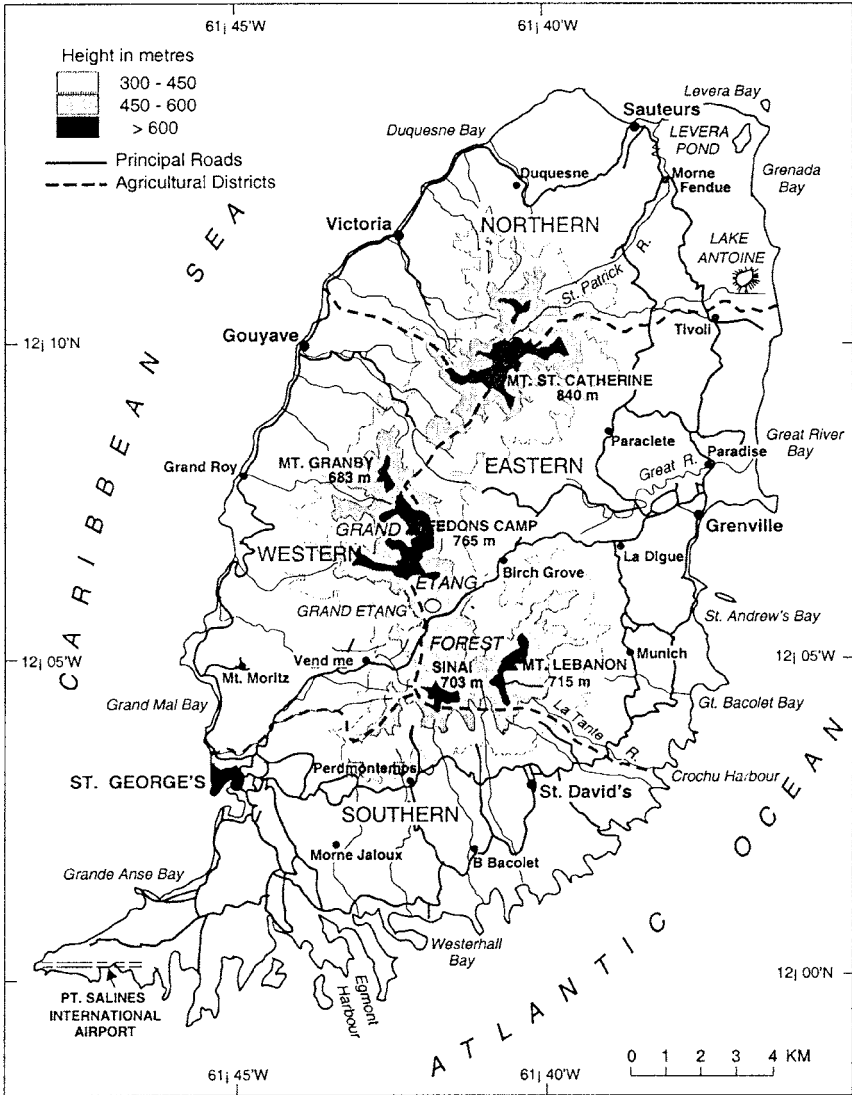 61¡ 45'W
61¡ 40'W
Height in metres
300 - 450
450 - 600
> 600
Principal Roads
Agricultural Districts
Levera Bay
Sauteurs
LEVERA
POND
Duquesne Bay
Duquesne
Morne
Fendue
Grenada
Bay
Victoria
NORTHERN
LAKE
ANTOINE
St. Patrick
R.
CARIBBEAN SEA
Gouyave
Tivoli
12¡ 10'N
MT. ST. CATHERINE
840 m
Paraclete
Great River
Bay
Paradise
Grand Roy
MT. GRANBY
683 m
EASTERN
Great R.
GRAND
FEDONS CAMP
765 m
Grenville
WESTERN
La Digue
ETANG
Birch Grove
GRAND ETANG
St. Andrew's Bay
FOREST
12¡ 05'W
12¡ 05'W
Vend me
Mt. Moritz
SINAI
703 m
MT. LEBANON
715 m
Munich
Grand Mal Bay
Gt. Bacolet Bay
La Tante
R.
Crochu Harbour
ST. GEORGE'S
Perdmontemps
St. David's
SOUTHERN
Morne Jaloux
B Bacolet
Grande Anse Bay
Westerhall
Bay
Egmont
Harbour
12¡ 00'N
PT. SALINES
INTERNATIONAL
AIRPORT
ATLANTIC OCEAN
0 1 2 3 4 KM
61¡ 45'W
61¡ 40'W